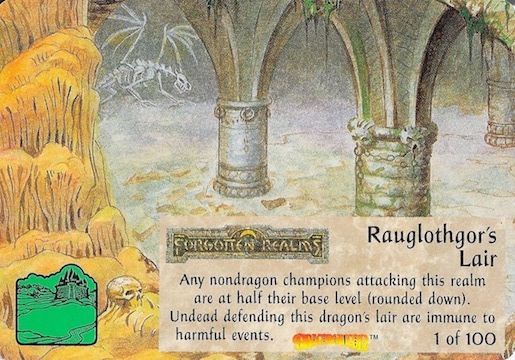 FORGOTTEN REALMS
Rauglothgor's
Lair
Any nondragon champions attacking this realm
are at half their base level (rounded down).
Undead defending this dragon's lair are immune to
harmful events.
TM
1 of 100